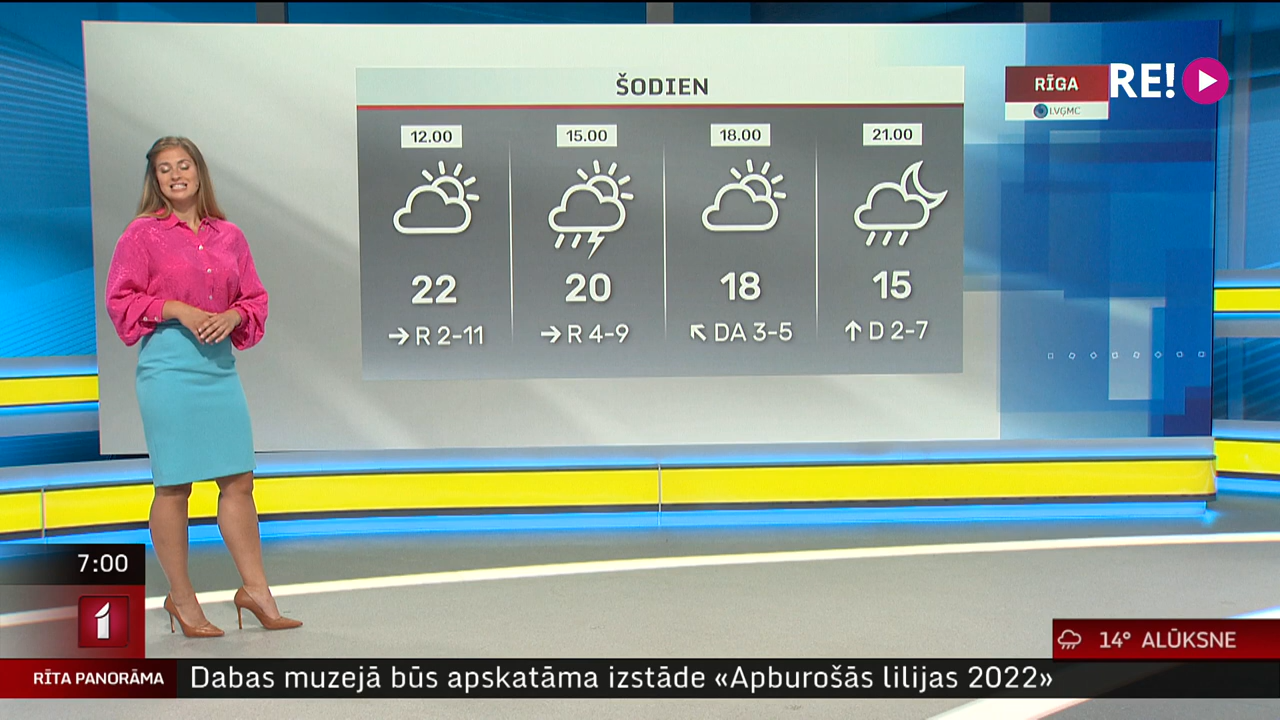 ŠODIEN
RĪGA
RE!
LVĢMC
12.00 15.00 18.00 21.00
22 20 18 15
R 2-11 R 4-9 DA 3-5 D 2-7
7:00
1
14° ALŪKSNE
RĪTA PANORĀMA
Dabas muzejā būs apskatāma izstāde «Apburošās lilijas 2022»